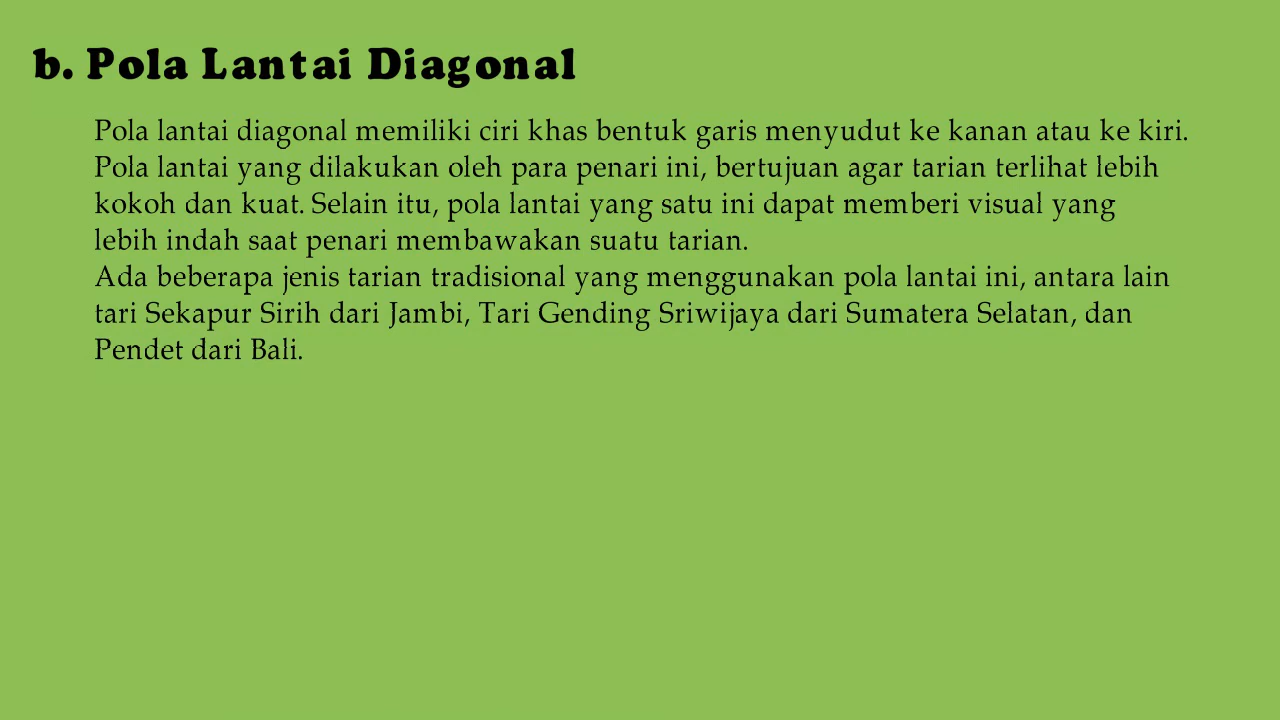 b. Pola Lantai Diagonal
Pola lantai diagonal memiliki ciri khas bentuk garis menyudut ke kanan atau ke kiri.
Pola lantai yang dilakukan oleh para penari ini, bertujuan agar tarian terlihat lebih
kokoh dan kuat. Selain itu, pola lantai yang satu ini dapat memberi visual yang
lebih indah saat penari membawakan suatu tarian.
Ada beberapa jenis tarian tradisional yang menggunakan pola lantai ini, antara lain
tari Sekapur Sirih dari Jambi, Tari Gending Sriwijaya dari Sumatera Selatan, dan
Pendet dari Bali.